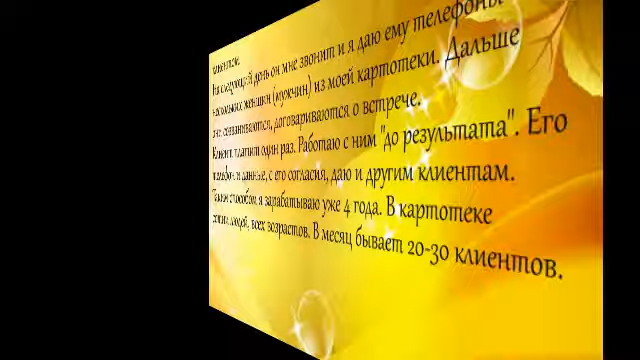 клиентом.
На следующий день он мне звонит и я даю ему телефоны
нескольких женщин (мужчин) из моей картотеки. Дальше
они созваниваются, договариваются о встрече.
Клиент платит один раз. Работаю с ним "до результата". Его
телефон и данные, с его согласия, даю и другим клиентам.
Таким способом я зарабатываю уже 4 года. В картотеке
сотни людей, всех возрастов. В месяц бывает 20-30 клиентов.